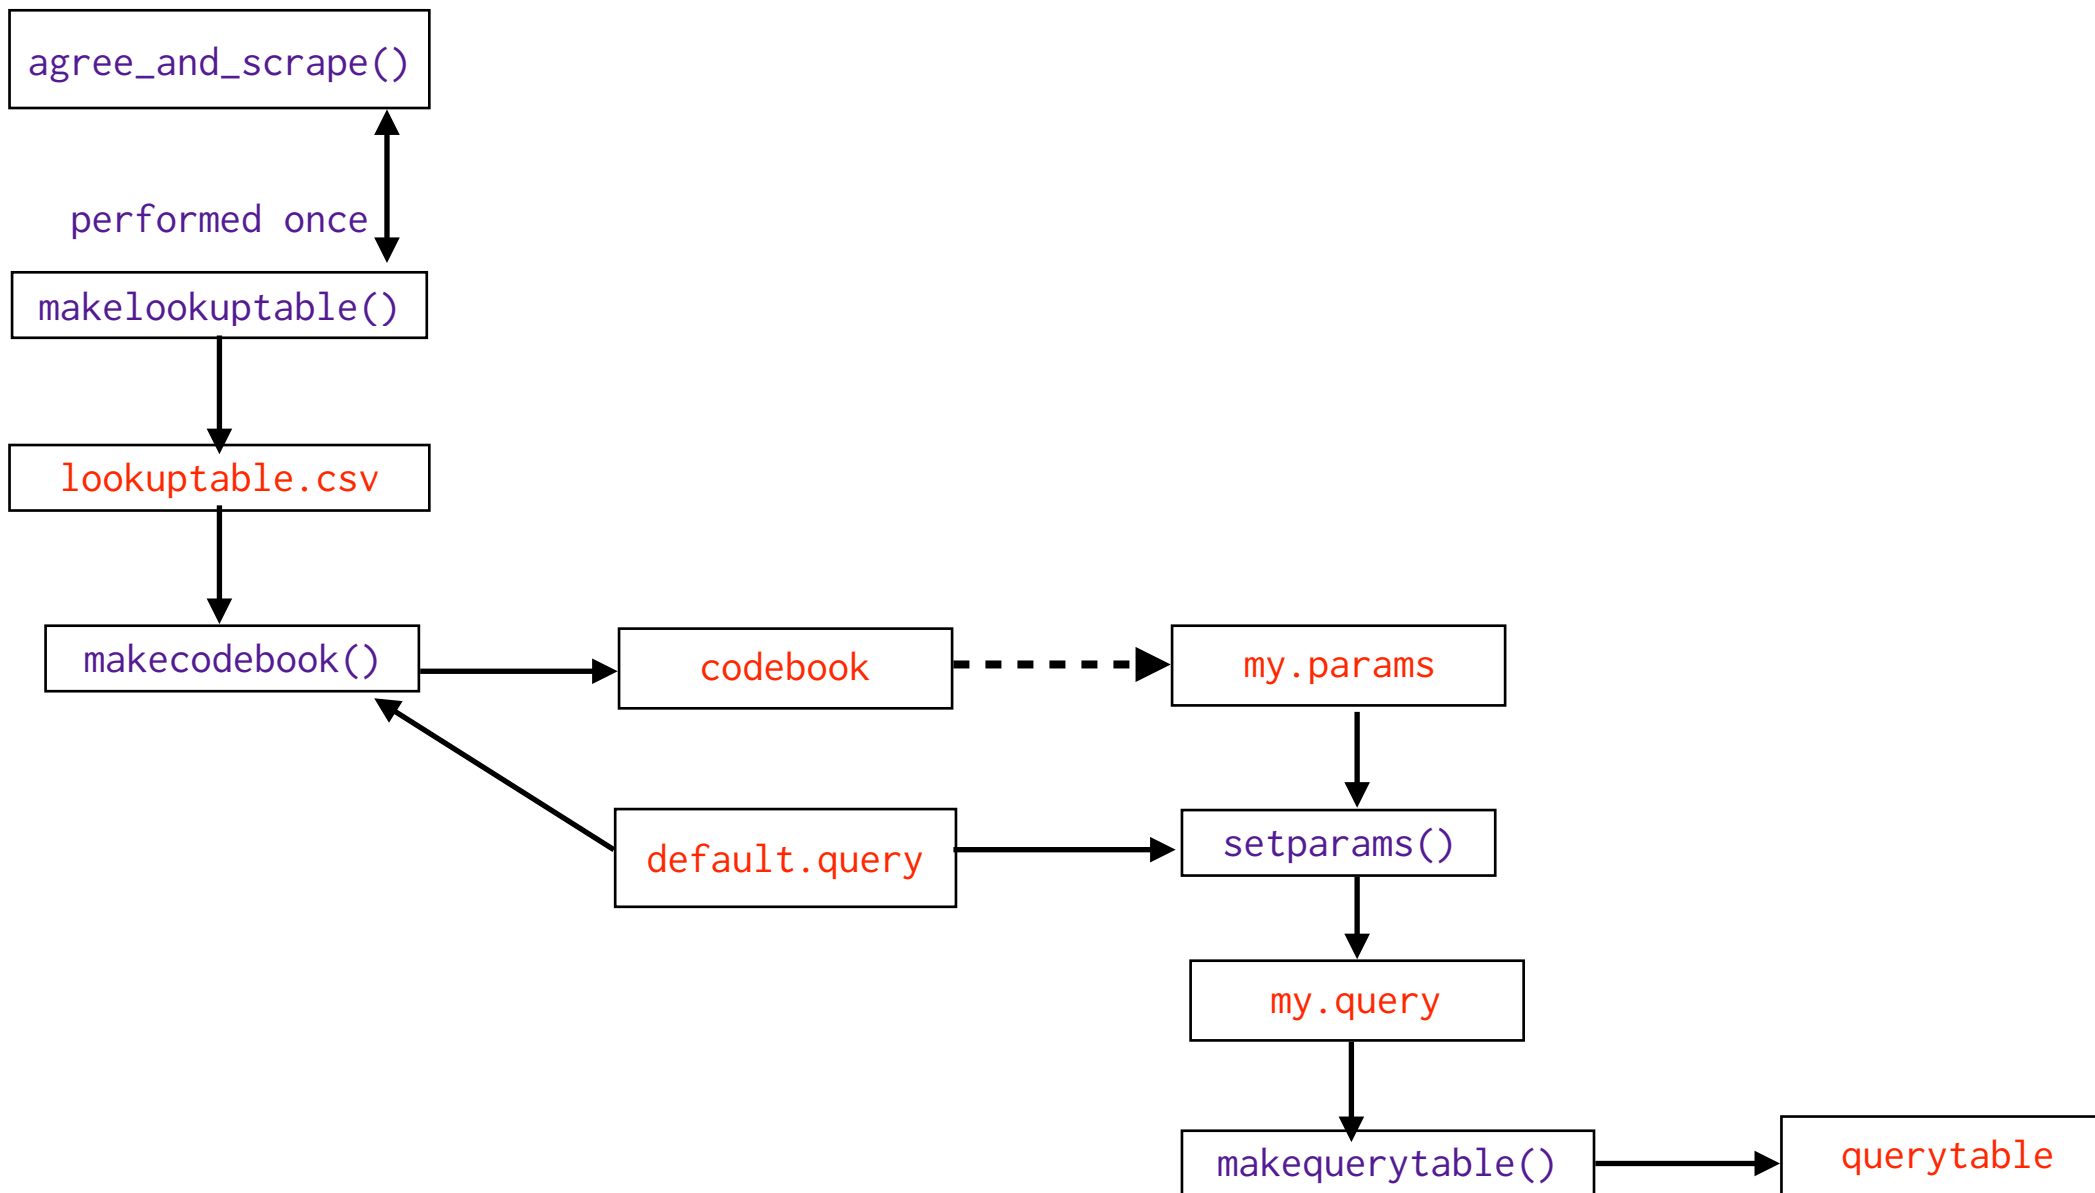 agree_and_scrape()
performed once
makelookuptable()
lookuptable.csv
makecodebook()
codebook
my.params
default.query
setparams()
my.query
makequerytable()
querytable